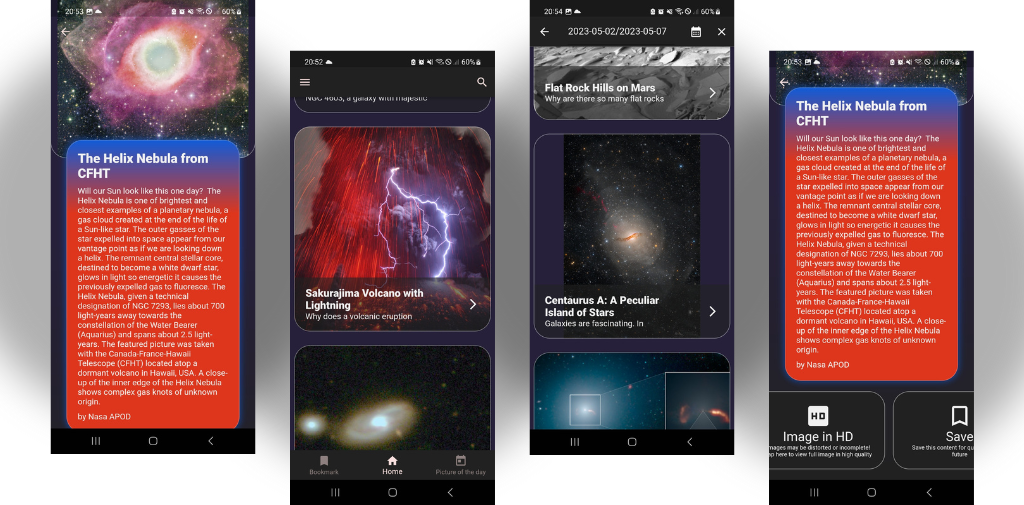 20:53
60%
The Helix Nebula from
CFHT
Will our Sun look like this one day? The
Helix Nebula is one of brightest and
closest examples of a planetary nebula, a
gas cloud created at the end of the life of
a Sun-like star. The outer gasses of the
star expelled into space appear from our
vantage point as if we are looking down
a helix. The remnant central stellar core,
destined to become a white dwarf star,
glows in light so energetic it causes the
previously expelled gas to fluoresce. The
Helix Nebula, given a technical
designation of NGC 7293, lies about 700
light-years away towards the
constellation of the Water Bearer
(Aquarius) and spans about 2.5 light-
years. The featured picture was taken
with the Canada-France-Hawaii
Telescope (CFHT) located atop a
dormant volcano in Hawaii, USA. A close-
up of the inner edge of the Helix Nebula
shows complex gas knots of unknown
origin.
by Nasa APOD
20:52
60%
NGC 4603, a galaxy with majestic
Sakurajima Volcano with
Lightning
Why does a volcanic eruption
Bookmark
Home
Picture of the day
20:54
60%
2023-05-02/2023-05-07
Flat Rock Hills on Mars
Why are there so many flat rocks
Centaurus A: A Peculiar
Island of Stars
Galaxies are fascinating. In
20:53
60%
The Helix Nebula from
CFHT
Will our Sun look like this one day? The
Helix Nebula is one of brightest and
closest examples of a planetary nebula, a
gas cloud created at the end of the life of
a Sun-like star. The outer gasses of the
star expelled into space appear from our
vantage point as if we are looking down
a helix. The remnant central stellar core,
destined to become a white dwarf star,
glows in light so energetic it causes the
previously expelled gas to fluoresce. The
Helix Nebula, given a technical
designation of NGC 7293, lies about 700
light-years away towards the
constellation of the Water Bearer
(Aquarius) and spans about 2.5 light-
years. The featured picture was taken
with the Canada-France-Hawaii
Telescope (CFHT) located atop a
dormant volcano in Hawaii, USA. A close-
up of the inner edge of the Helix Nebula
shows complex gas knots of unknown
origin.
by Nasa APOD
HD
Image in HD
mages may be distorted or incomplete!
p here to view full image in high quality
Save
Save this content for qu
future